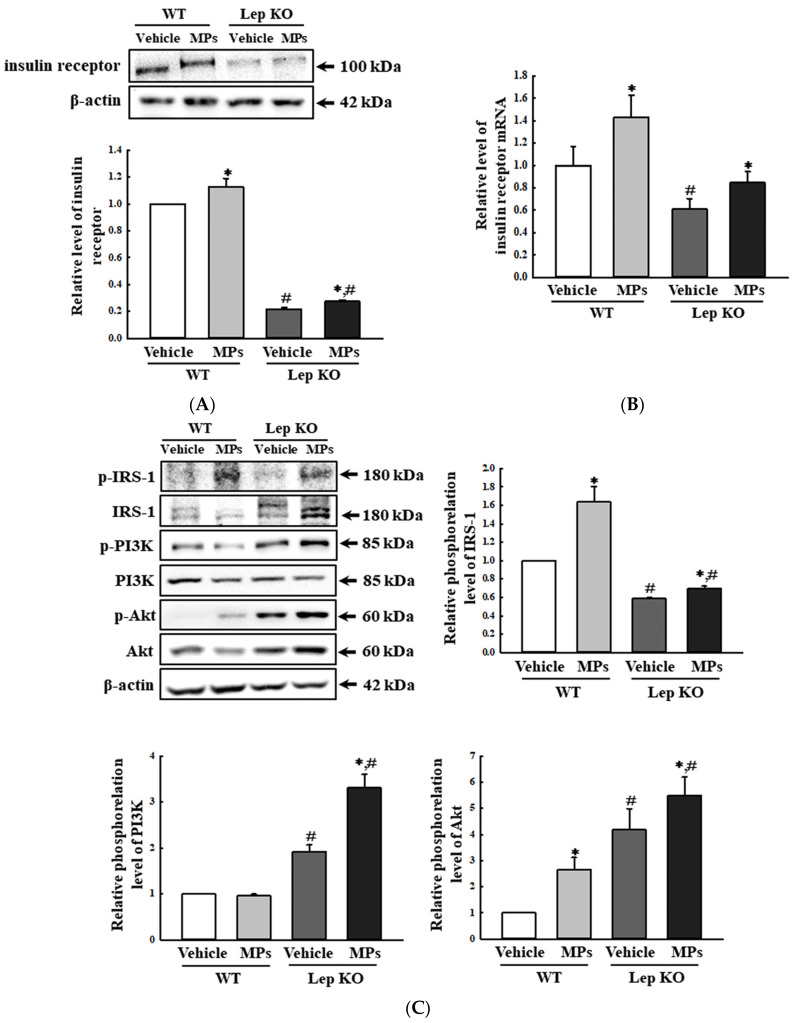 WT Lep KO
Vehicle MPs Vehicle MPs
insulin receptor 100 kDa
β-actin 42 kDa
Relative level of insulin
receptor
1.4
1.2
1.0
0.8
0.6
0.4
0.2
0.0
*
#
*,#
Vehicle MPs Vehicle MPs
WT Lep KO
(A)
Relative level of
insulin receptor mRNA
1.8
1.6
1.4
1.2
1.0
0.8
0.6
0.4
0.2
0.0
*
#
*
Vehicle MPs Vehicle MPs
WT Lep KO
(B)
WT Lep KO
Vehicle MPs Vehicle MPs
p-IRS-1 180 kDa
IRS-1 180 kDa
p-PI3K 85 kDa
PI3K 85 kDa
p-Akt 60 kDa
Akt 60 kDa
β-actin 42 kDa
Relative phosphorelation
level of IRS-1
2.0
1.8
1.6
1.4
1.2
1.0
0.8
0.6
0.4
0.2
0.0
*
#
*,#
Vehicle MPs Vehicle MPs
WT Lep KO
Relative phosphorelation
level of PI3K
4
3
2
1
0
#
*,#
Vehicle MPs Vehicle MPs
WT Lep KO
Relative phosphorelation
level of Akt
7
6
5
4
3
2
1
0
*
#
*,#
Vehicle MPs Vehicle MPs
WT Lep KO
(C)